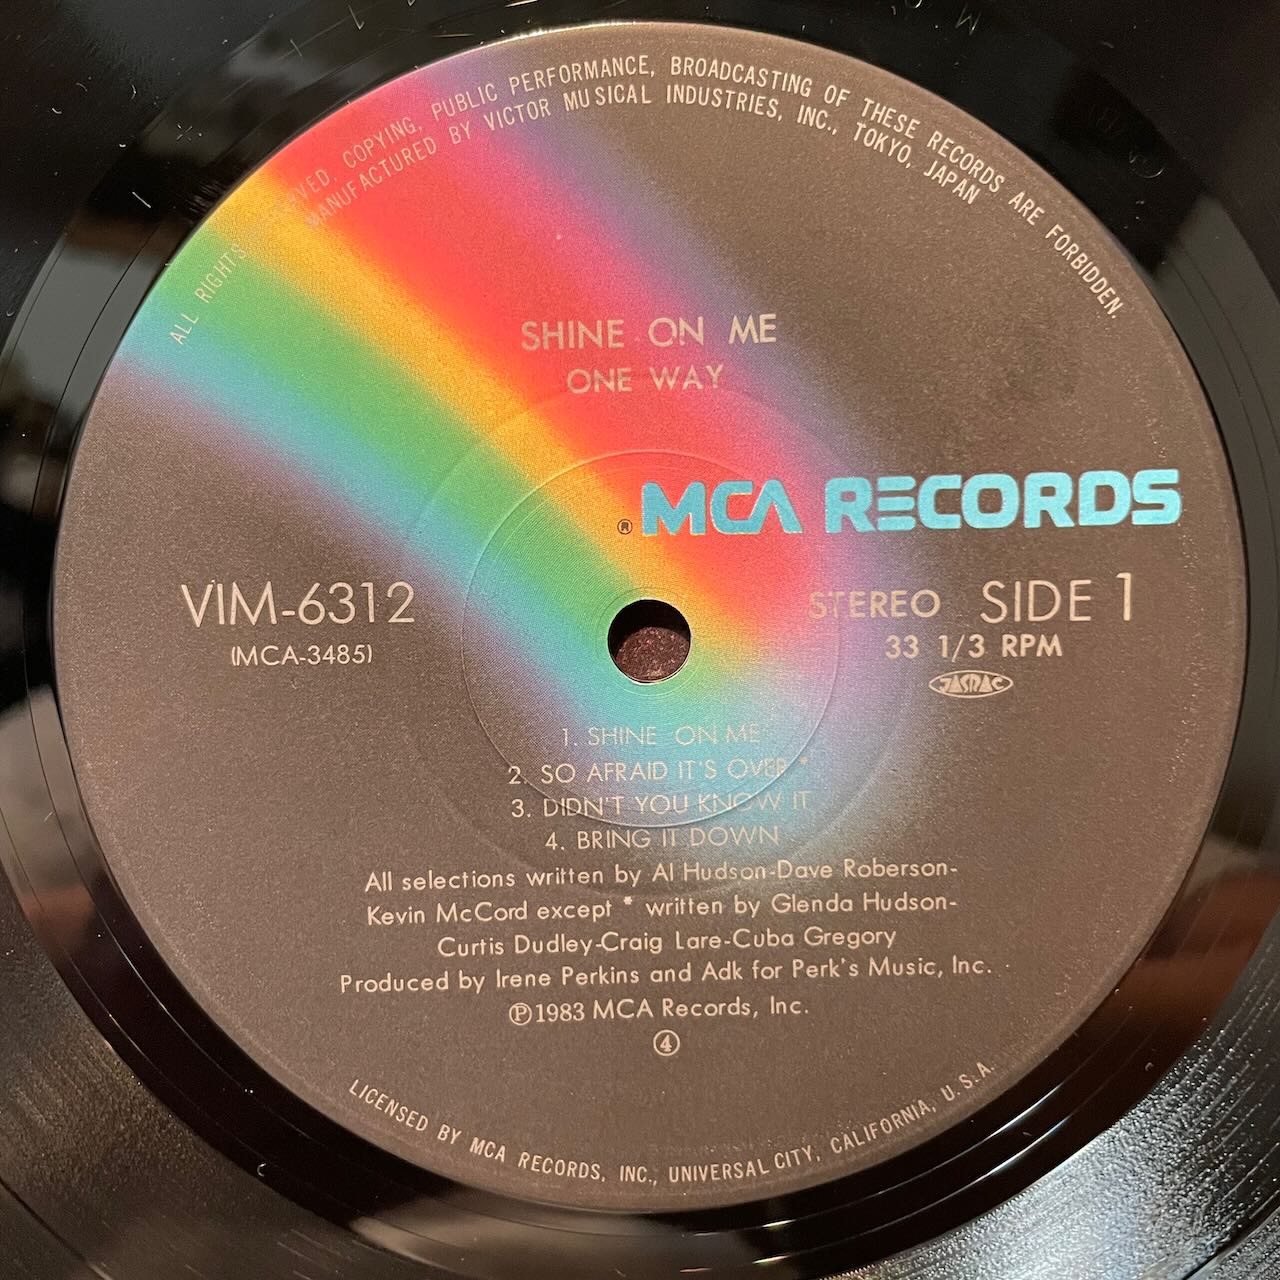 ALL RIGHTS RESERVED, COPYING, PUBLIC PERFORMANCE, BROADCASTING OF THESE RECORDS ARE FORBIDDEN.
MANUFACTURED BY VICTOR MUSICAL INDUSTRIES, INC., TOKYO, JAPAN
SHINE ON ME
ONE WAY
® MCA RECORDS
VIM-6312
(MCA-3485)
STEREO SIDE 1
33 1/3 RPM
JASRAC
1. SHINE ON ME
2. SO AFRAID IT'S OVER *
3. DIDN'T YOU KNOW IT
4. BRING IT DOWN
All selections written by Al Hudson-Dave Roberson-
Kevin McCord except * written by Glenda Hudson-
Curtis Dudley-Craig Lare-Cuba Gregory
Produced by Irene Perkins and Adk for Perk's Music, Inc.
Ⓟ1983 MCA Records, Inc.
④
LICENSED BY MCA RECORDS, INC., UNIVERSAL CITY, CALIFORNIA, U.S.A.